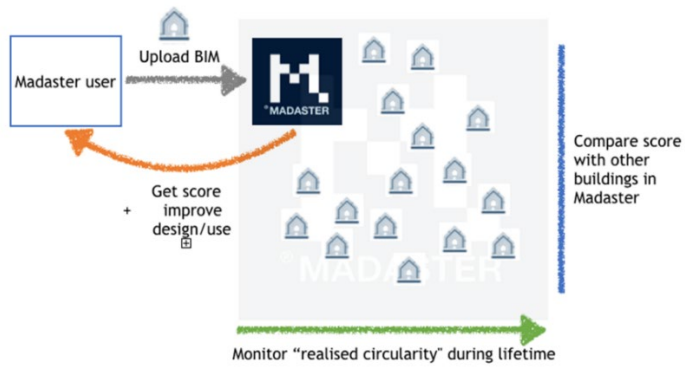 Upload BIM
Madaster user
®MADASTER
Compare score
with other
buildings in
Madaster
Get score
+ improve
design/use
® MADASTER
Monitor “realised circularity" during lifetime